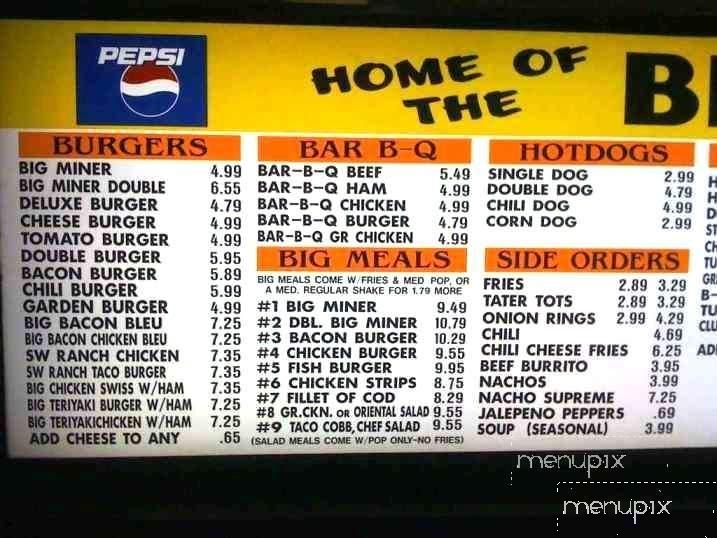 PEPSI
HOME OF
THE
B
BURGERS
BIG MINER 4.99
BIG MINER DOUBLE 6.55
DELUXE BURGER 4.79
CHEESE BURGER 4.99
TOMATO BURGER 4.99
DOUBLE BURGER 5.95
BACON BURGER 5.89
CHILI BURGER 5.99
GARDEN BURGER 4.99
BIG BACON BLEU 7.25
BIG BACON CHICKEN BLEU 7.25
SW RANCH CHICKEN 7.35
SW RANCH TACO BURGER 7.35
BIG CHICKEN SWISS W/HAM 7.35
BIG TERIYAKI BURGER W/HAM 7.25
BIG TERIYAKICHICKEN W/HAM 7.25
ADD CHEESE TO ANY .65
BAR B-Q
BAR-B-Q BEEF 5.49
BAR-B-Q HAM 4.99
BAR-B-Q CHICKEN 4.99
BAR-B-Q BURGER 4.79
BAR-B-Q GR CHICKEN 4.99
BIG MEALS
BIG MEALS COME W/FRIES & MED POP, OR
A MED. REGULAR SHAKE FOR 1.79 MORE
#1 BIG MINER 9.49
#2 DBL. BIG MINER 10.79
#3 BACON BURGER 10.29
#4 CHICKEN BURGER 9.55
#5 FISH BURGER 9.95
#6 CHICKEN STRIPS 8.75
#7 FILLET OF COD 8.29
#8 GR.CKN. OR ORIENTAL SALAD 9.55
#9 TACO COBB, CHEF SALAD 9.55
(SALAD MEALS COME W/POP ONLY-NO FRIES)
HOTDOGS
SINGLE DOG 2.99
DOUBLE DOG 4.79
CHILI DOG 4.99
CORN DOG 2.99
SIDE ORDERS
FRIES 2.89 3.29
TATER TOTS 2.89 3.29
ONION RINGS 2.99 4.29
CHILI 4.69
CHILI CHEESE FRIES 6.25
BEEF BURRITO 3.95
NACHOS 3.99
NACHO SUPREME 7.25
JALEPENO PEPPERS .69
SOUP (SEASONAL) 3.99
menupix
menupix